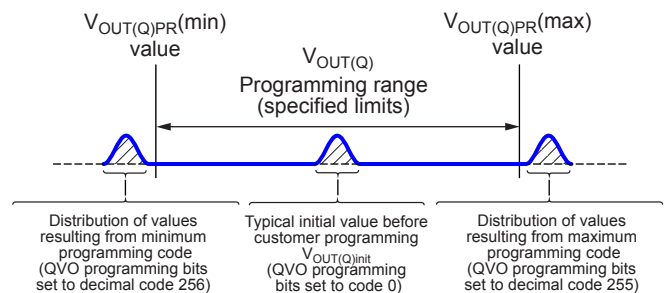 V_OUT(Q)PR(min)
value
V_OUT(Q)PR(max)
value
V_OUT(Q)
Programming range
(specified limits)
Distribution of values
resulting from minimum
programming code
(QVO programming bits
set to decimal code 256)
Typical initial value before
customer programming
V_OUT(Q)init
(QVO programming
bits set to code 0)
Distribution of values
resulting from maximum
programming code
(QVO programming bits
set to decimal code 255)